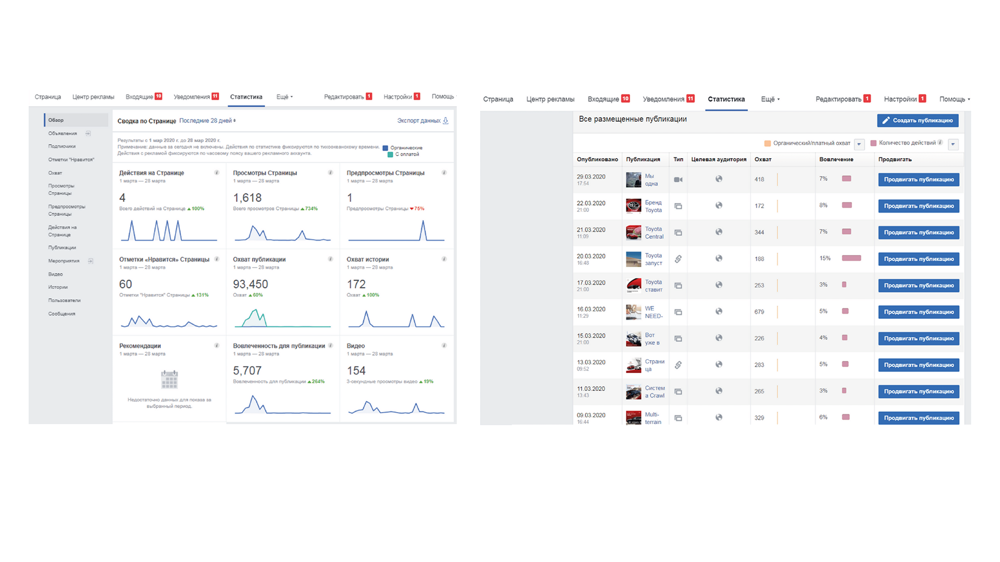 Страница Центр рекламы Входящие 10 Уведомления 11 Статистика Ещё Редактировать 1 Настройки 1 Помощь
Обзор
Объявления
Подписчики
Отметки "Нравится"
Охват
Просмотры
Страницы
Предпросмотры
Страницы
Действия на
Странице
Публикации
Мероприятия
Видео
Истории
Пользователи
Сообщения
Сводка по Странице Последние 28 дней Экспорт данных
Результаты с 1 мар 2020 г. до 28 мар 2020 г.
Примечание: данные за сегодня не включены. Действия по статистике фиксируются по тихоокеанскому времени.
Действия с рекламой фиксируются по часовому поясу вашего рекламного аккаунта.
Органические
С оплатой
Действия на Странице
1 марта — 28 марта
4
Всего действий на Странице 100%
Просмотры Страницы
1 марта — 28 марта
1,618
Всего просмотров Страницы 734%
Предпросмотры Страницы
1 марта — 28 марта
1
Предпросмотры Страницы 75%
Отметки «Нравится» Страницы
1 марта — 28 марта
60
Отметки "Нравится" Страницы 131%
Охват публикации
1 марта — 28 марта
93,450
Охват 60%
Охват истории
1 марта — 28 марта
172
Охват 100%
Рекомендации
1 марта — 28 марта
Недостаточно данных для показа за
выбранный период.
Вовлеченность для публикации
1 марта — 28 марта
5,707
Вовлеченность для публикации 264%
Видео
1 марта — 28 марта
154
3-секундные просмотры видео 19%
Страница Центр рекламы Входящие 10 Уведомления 11 Статистика Ещё Редактировать 1 Настройки 1 Помощь
Все размещенные публикации Создать публикацию
Органический/платный охват Количество действий
Опубликовано Публикация Тип Целевая аудитория Охват Вовлечение Продвигать
29.03.2020
17:54
Мы
одна
418 7% Продвигать публикацию
22.03.2020
21:00
Бренд
Toyota
172 8% Продвигать публикацию
21.03.2020
11:09
Toyota
Central
344 7% Продвигать публикацию
20.03.2020
16:48
Toyota
запуст
188 15% Продвигать публикацию
17.03.2020
21:00
Toyota
ставит
253 3% Продвигать публикацию
16.03.2020
11:29
WE
NEED-
679 5% Продвигать публикацию
15.03.2020
21:00
Вот
уже в
226 4% Продвигать публикацию
13.03.2020
09:52
Страни
ца
283 5% Продвигать публикацию
11.03.2020
13:43
Систем
а Crawl
265 3% Продвигать публикацию
09.03.2020
16:44
Multi-
terrain
329 6% Продвигать публикацию